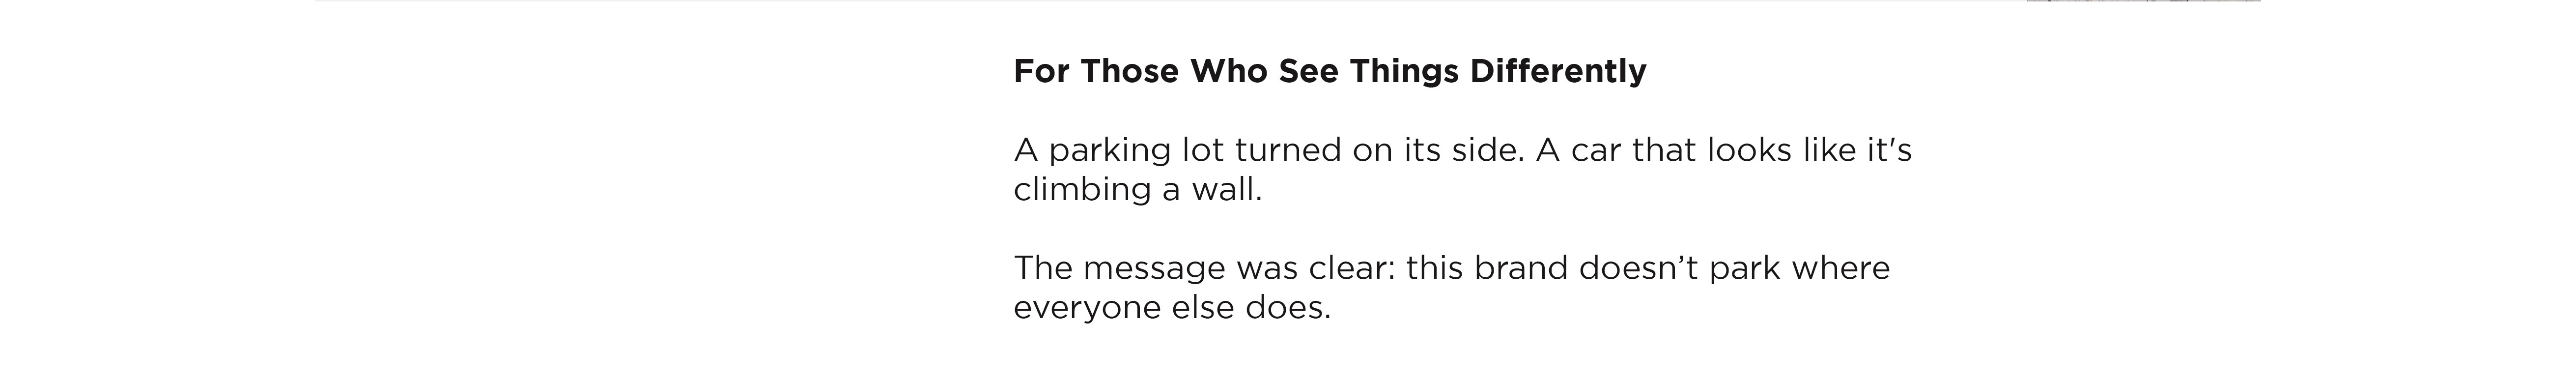 For Those Who See Things Differently
A parking lot turned on its side. A car that looks like it's
climbing a wall.
The message was clear: this brand doesn’t park where
everyone else does.